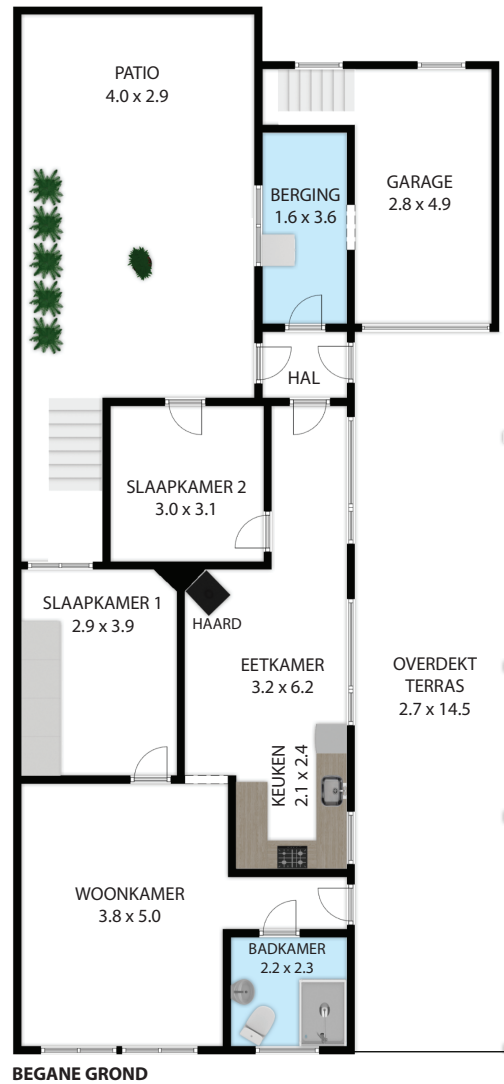 PATIO
4.0 x 2.9
BERGING
1.6 x 3.6
GARAGE
2.8 x 4.9
HAL
SLAAPKAMER 2
3.0 x 3.1
SLAAPKAMER 1
2.9 x 3.9
HAARD
EETKAMER
3.2 x 6.2
OVERDEKT
TERRAS
2.7 x 14.5
KEUKEN
2.1 x 2.4
WOONKAMER
3.8 x 5.0
BADKAMER
2.2 x 2.3
BEGANE GROND